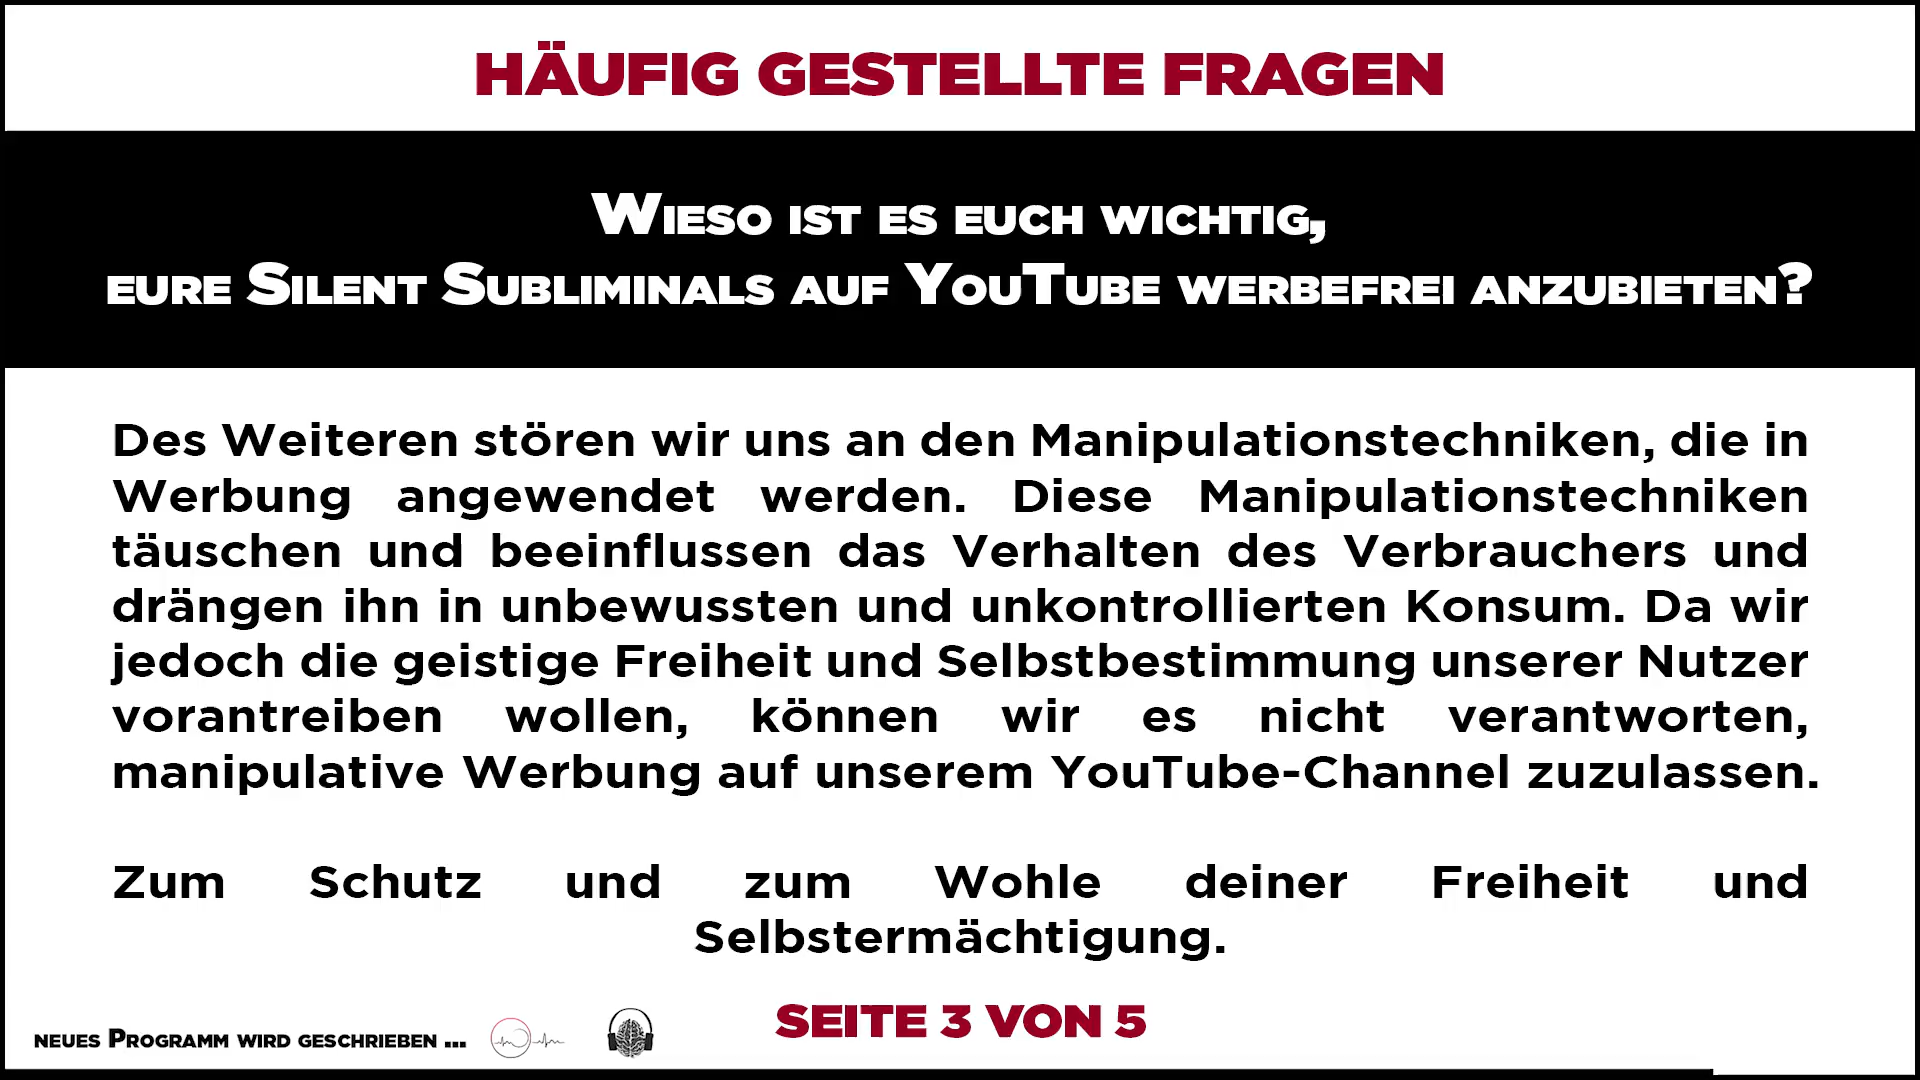 HÄUFIG GESTELLTE FRAGEN
Wieso ist es euch wichtig,
eure Silent Subliminals auf YouTube werbefrei anzubieten?
Des Weiteren stören wir uns an den Manipulationstechniken, die in
Werbung angewendet werden. Diese Manipulationstechniken
täuschen und beeinflussen das Verhalten des Verbrauchers und
drängen ihn in unbewussten und unkontrollierten Konsum. Da wir
jedoch die geistige Freiheit und Selbstbestimmung unserer Nutzer
vorantreiben wollen, können wir es nicht verantworten,
manipulative Werbung auf unserem YouTube-Channel zuzulassen.
Zum Schutz und zum Wohle deiner Freiheit und
Selbstermächtigung.
SEITE 3 VON 5
neues Programm wird geschrieben ...